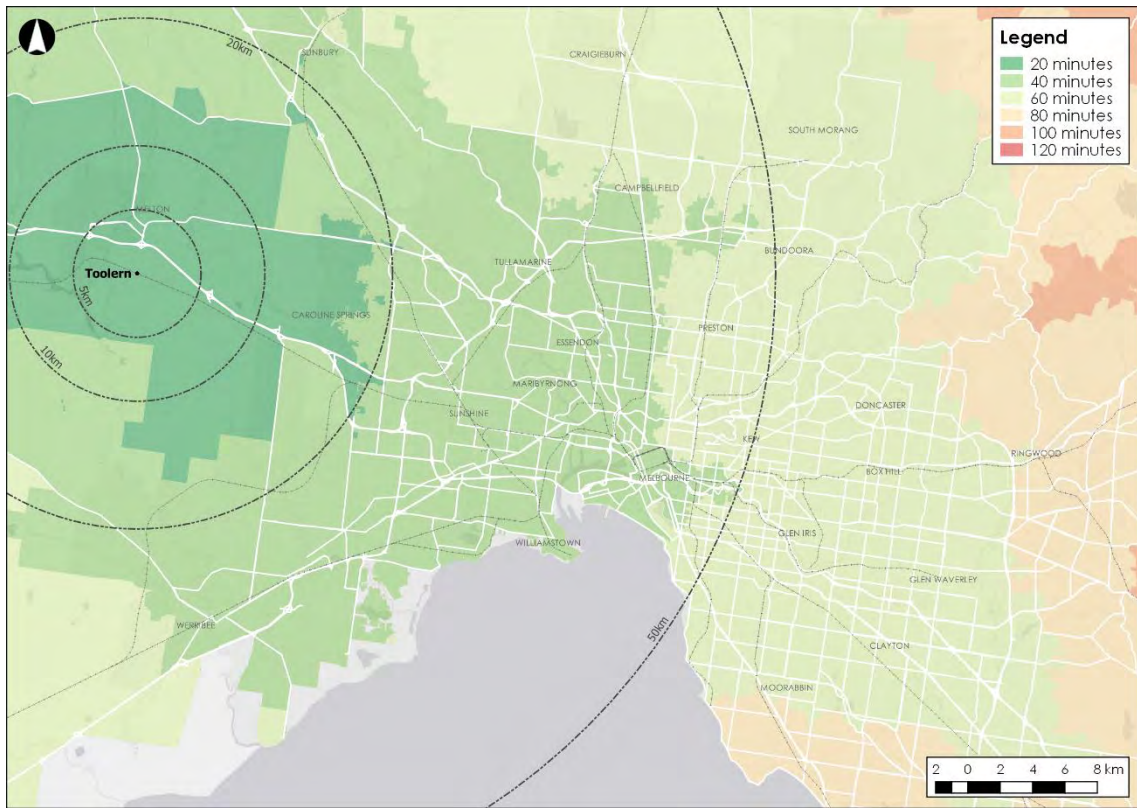 20km
SUNBURY
CRAIGIEBURN
Legend
20 minutes
40 minutes
60 minutes
80 minutes
100 minutes
120 minutes
SOUTH MORANG
CAMPBELLFIELD
MELTON
BUNDOORA
TULLAMARINE
Toolern
5km
CAROLINE SPRINGS
PRESTON
ESSENDON
10km
MARIBYRNONG
DONCASTER
SUNSHINE
KEW
RINGWOOD
BOX HILL
MELBOURNE
GLEN IRIS
WILLIAMSTOWN
GLEN WAVERLEY
WERRIBEE
50km
CLAYTON
MOORABBIN
2 0 2 4 6 8 km